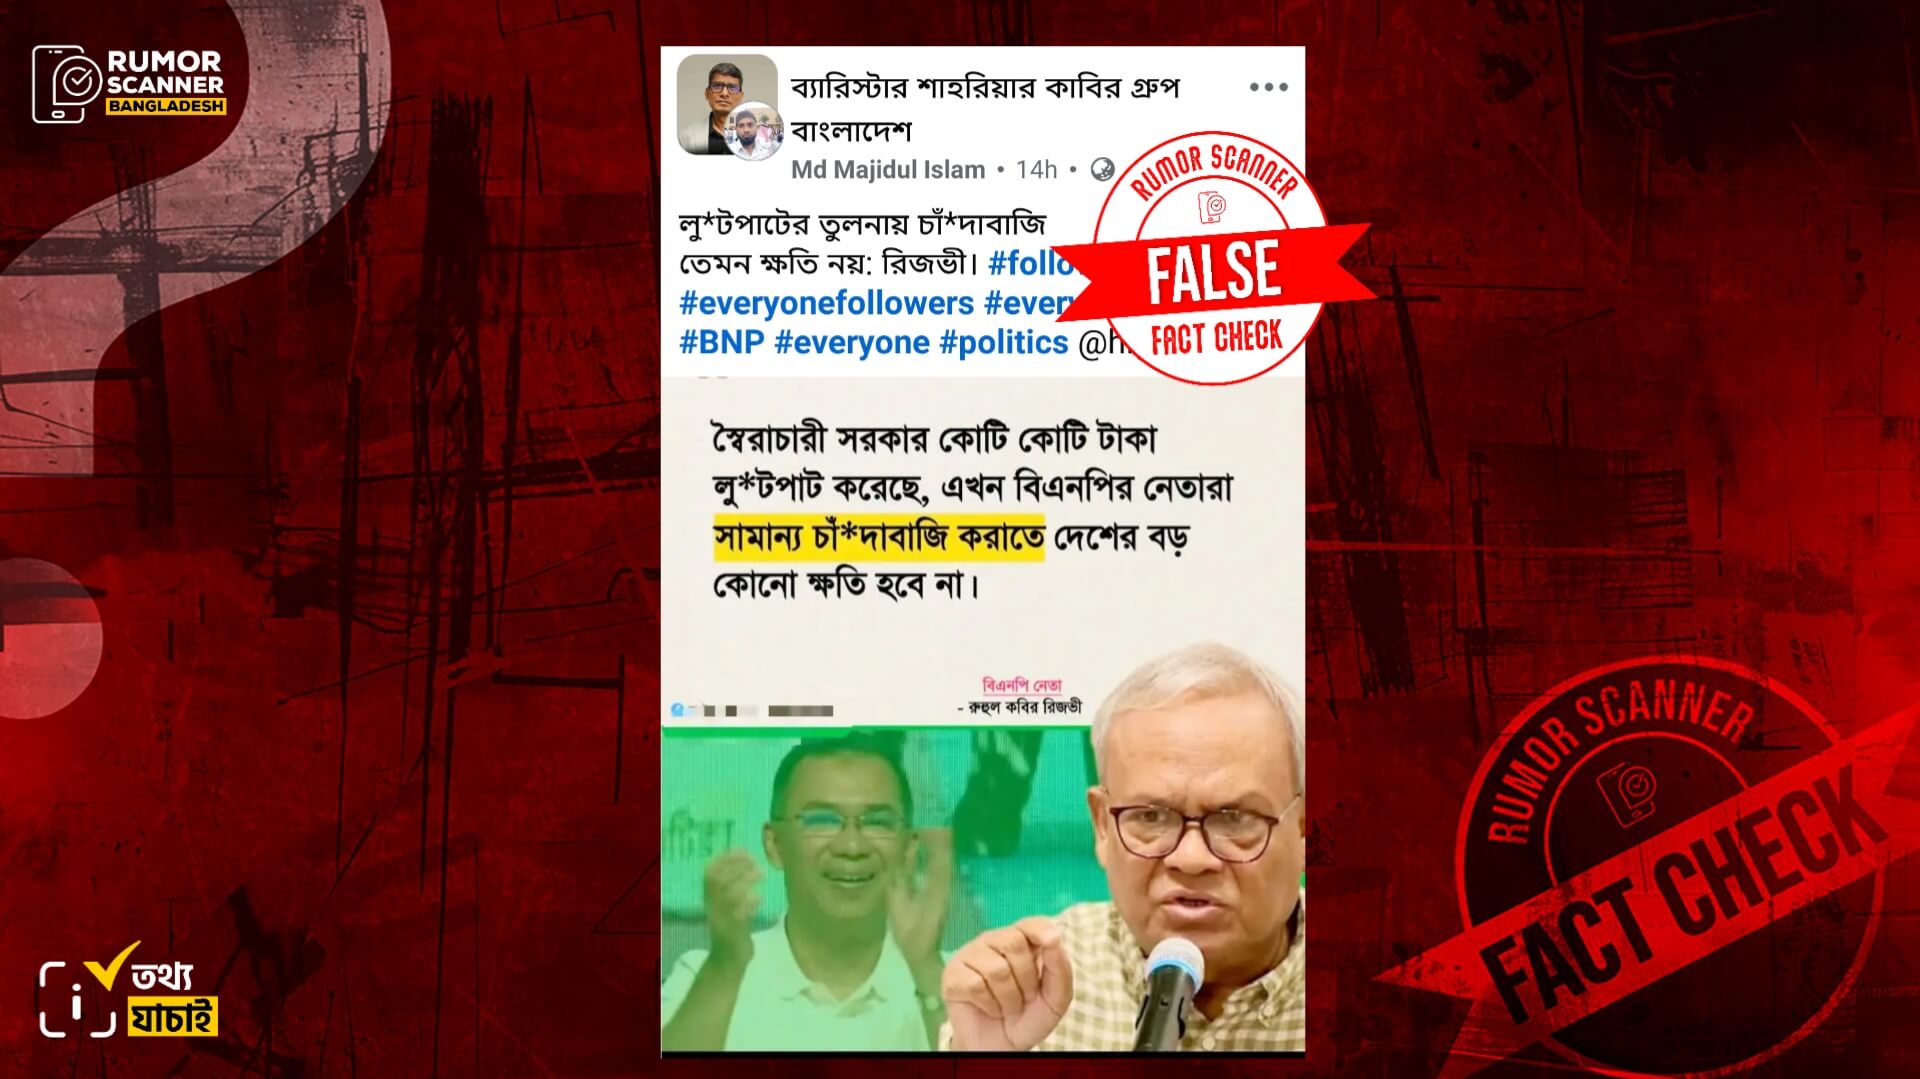 RUMOR
SCANNER
BANGLADESH
ব্যারিস্টার শাহরিয়ার কাবির গ্রুপ
বাংলাদেশ
Md Majidul Islam • 14h •
লু*টপাটের তুলনায় চাঁ*দাবাজি
তেমন ক্ষতি নয়: রিজভী। #follo
#everyonefollowers #every
#BNP #everyone #politics @h
RUMOR SCANNER
FALSE
FACT CHECK
স্বৈরাচারী সরকার কোটি কোটি টাকা
লু*টপাট করেছে, এখন বিএনপির নেতারা
সামান্য চাঁ*দাবাজি করাতে দেশের বড়
কোনো ক্ষতি হবে না।
বিএনপি নেতা
- রুহুল কবির রিজভী
RUMOR SCANNER
FACT CHECK
তথ্য
যাচাই